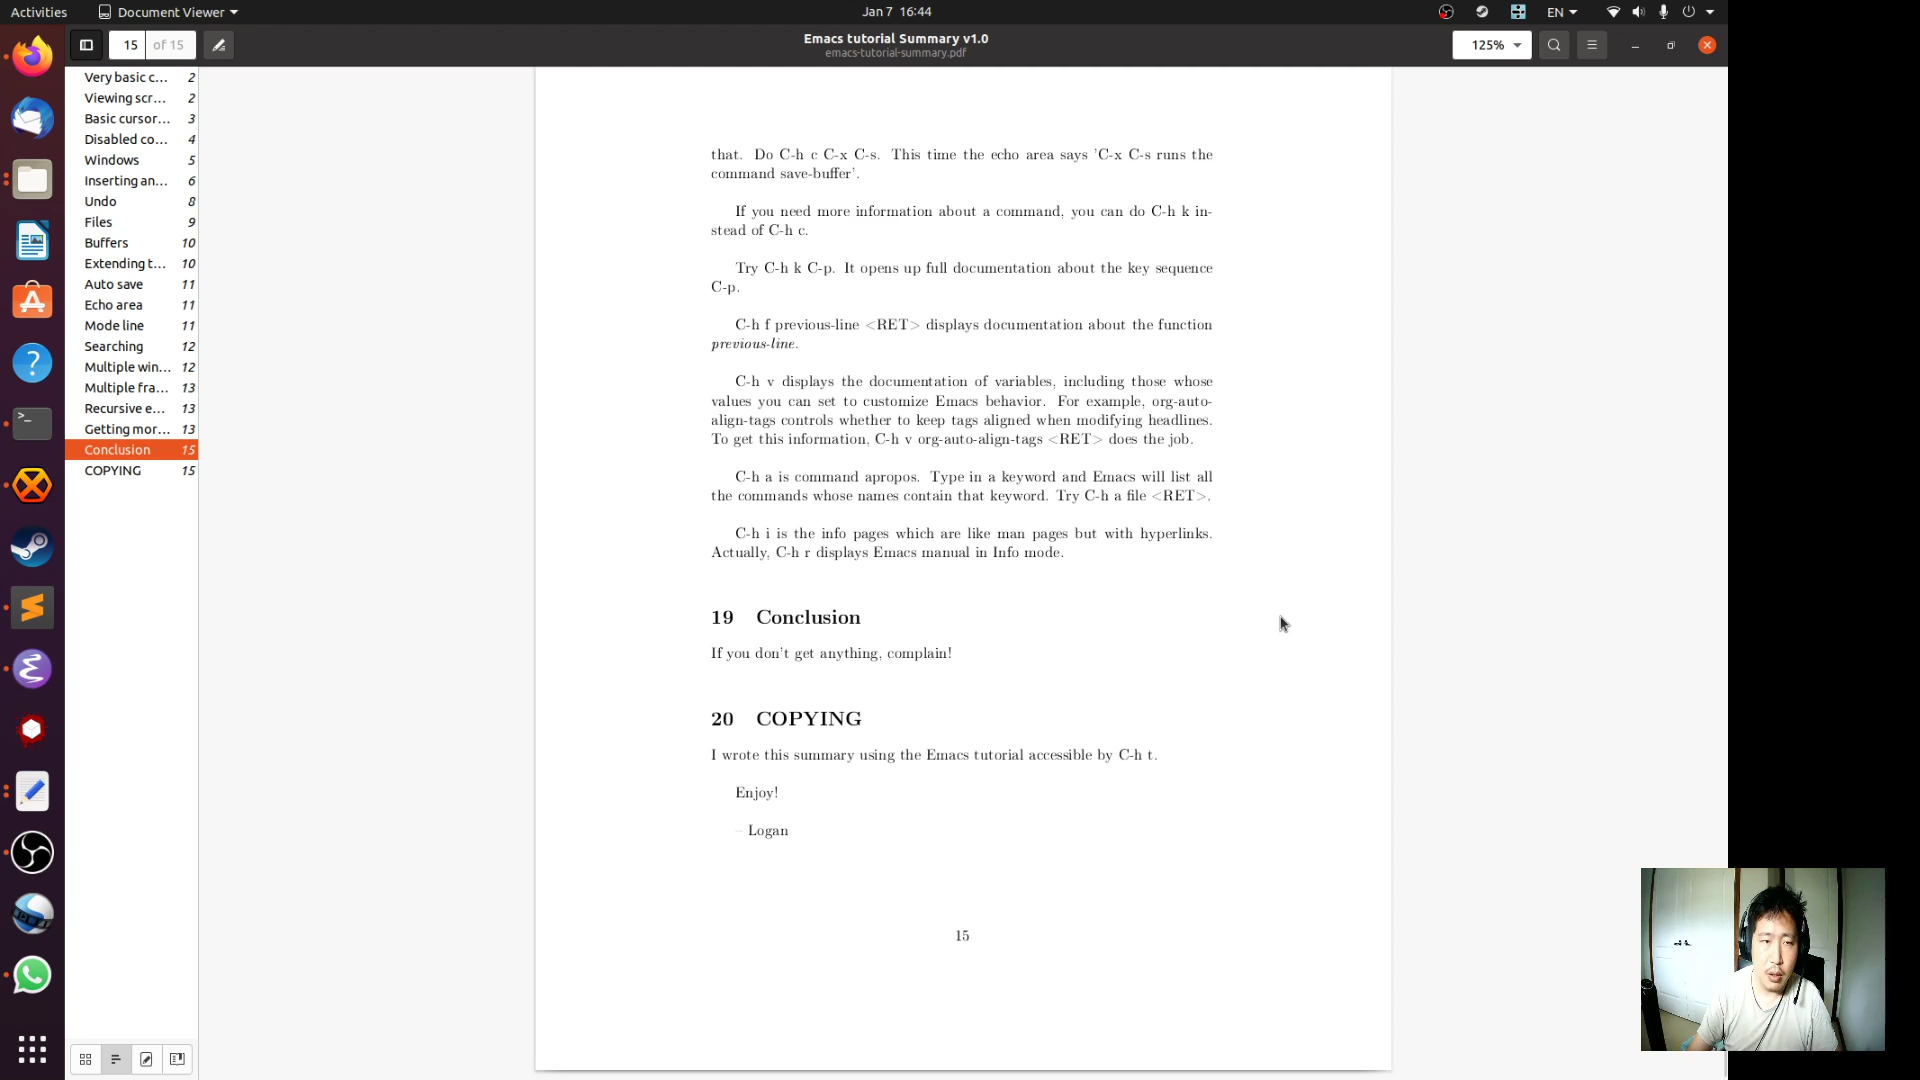 Activities
Document Viewer
Jan 7 16:44
EN
15 of 15
Emacs tutorial Summary v1.0
emacs-tutorial-summary.pdf
125%
Very basic c... 2
Viewing scr... 2
Basic cursor... 3
Disabled co... 4
Windows 5
Inserting an... 6
Undo 8
Files 9
Buffers 10
Extending t... 10
Auto save 11
Echo area 11
Mode line 11
Searching 12
Multiple win... 12
Multiple fra... 13
Recursive e... 13
Getting mor... 13
Conclusion 15
COPYING 15
that. Do C-h c C-x C-s. This time the echo area says 'C-x C-s runs the
command save-buffer'.
If you need more information about a command, you can do C-h k in-
stead of C-h c.
Try C-h k C-p. It opens up full documentation about the key sequence
C-p.
C-h f previous-line <RET> displays documentation about the function
previous-line.
C-h v displays the documentation of variables, including those whose
values you can set to customize Emacs behavior. For example, org-auto-
align-tags controls whether to keep tags aligned when modifying headlines.
To get this information, C-h v org-auto-align-tags <RET> does the job.
C-h a is command apropos. Type in a keyword and Emacs will list all
the commands whose names contain that keyword. Try C-h a file <RET>.
C-h i is the info pages which are like man pages but with hyperlinks.
Actually, C-h r displays Emacs manual in Info mode.
19 Conclusion
If you don't get anything, complain!
20 COPYING
I wrote this summary using the Emacs tutorial accessible by C-h t.
Enjoy!
– Logan
15